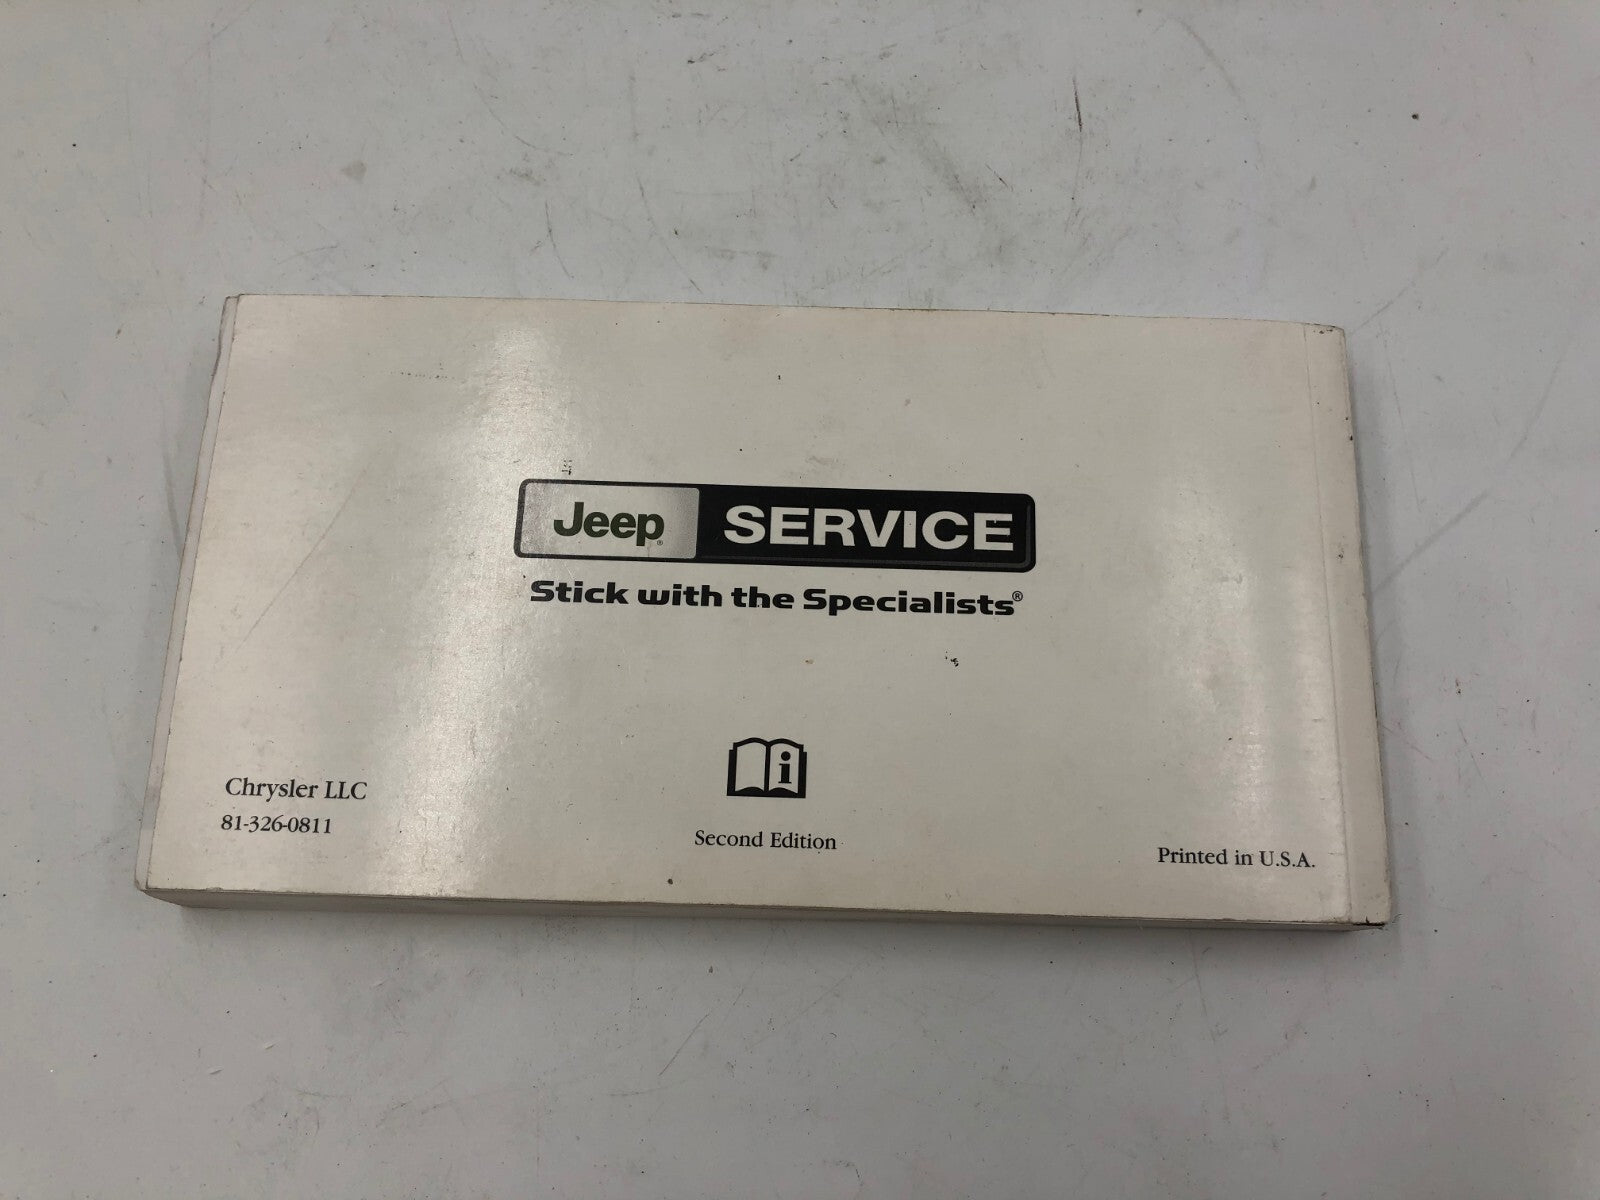 Jeep® SERVICE
Stick with the Specialists®
i
Chrysler LLC
81-326-0811
Second Edition
Printed in U.S.A.